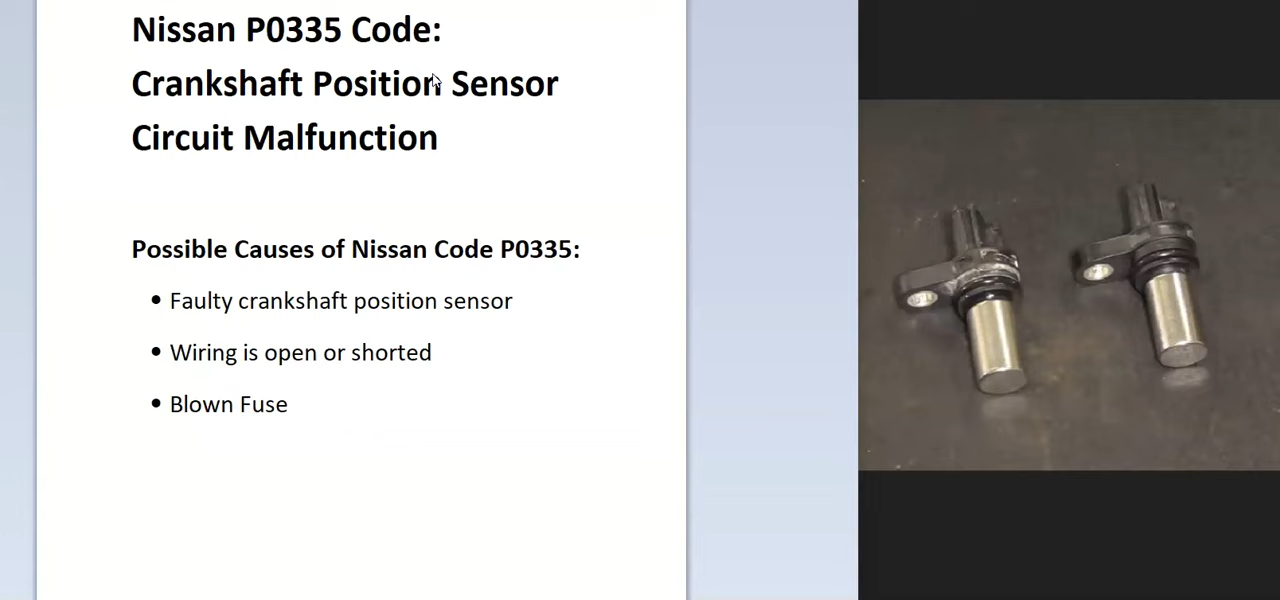 Nissan P0335 Code:
Crankshaft Position Sensor
Circuit Malfunction
Possible Causes of Nissan Code P0335:
• Faulty crankshaft position sensor
• Wiring is open or shorted
• Blown Fuse